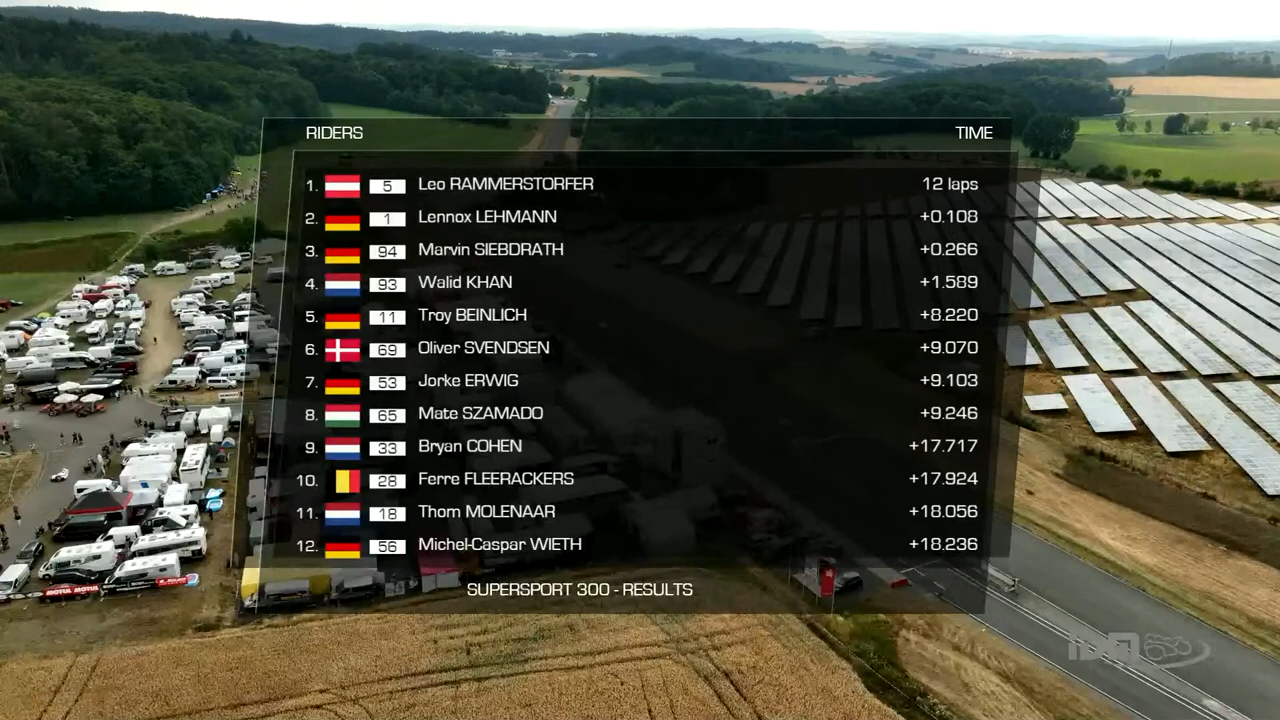 RIDERS TIME
1. 5 Leo RAMMERSTORFER 12 laps
2. 1 Lennox LEHMANN +0.108
3. 94 Marvin SIEBDRATH +0.266
4. 93 Walid KHAN +1.589
5. 11 Troy BEINLICH +8.220
6. 69 Oliver SVENDSEN +9.070
7. 53 Jorke ERWIG +9.103
8. 65 Mate SZAMADO +9.246
9. 33 Bryan COHEN +17.717
10. 28 Ferre FLEERACKERS +17.924
11. 18 Thom MOLENAAR +18.056
12. 56 Michel-Caspar WIETH +18.236
SUPERSPORT 300 - RESULTS
MOTUL MOTUL
iDM